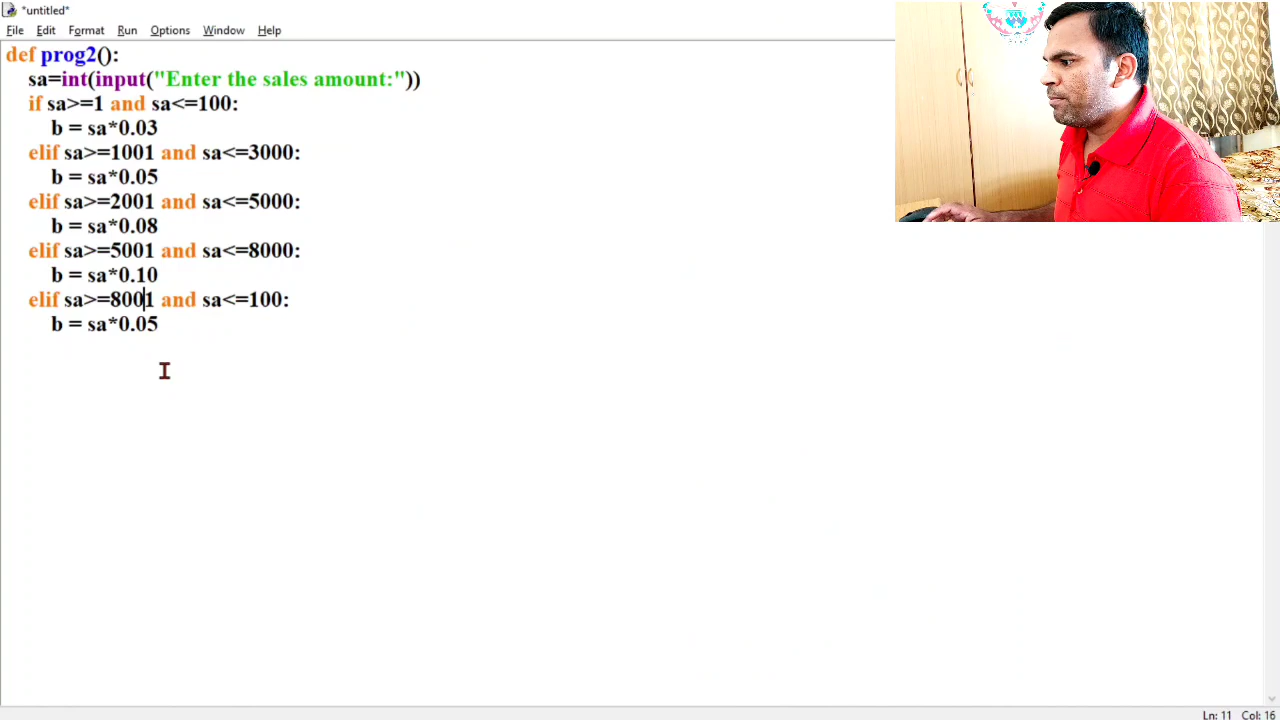 *untitled*
File Edit Format Run Options Window Help
def prog2():
sa=int(input("Enter the sales amount:"))
if sa>=1 and sa<=100:
b = sa*0.03
elif sa>=1001 and sa<=3000:
b = sa*0.05
elif sa>=2001 and sa<=5000:
b = sa*0.08
elif sa>=5001 and sa<=8000:
b = sa*0.10
elif sa>=8001 and sa<=100:
b = sa*0.05
Ln: 11 Col: 16